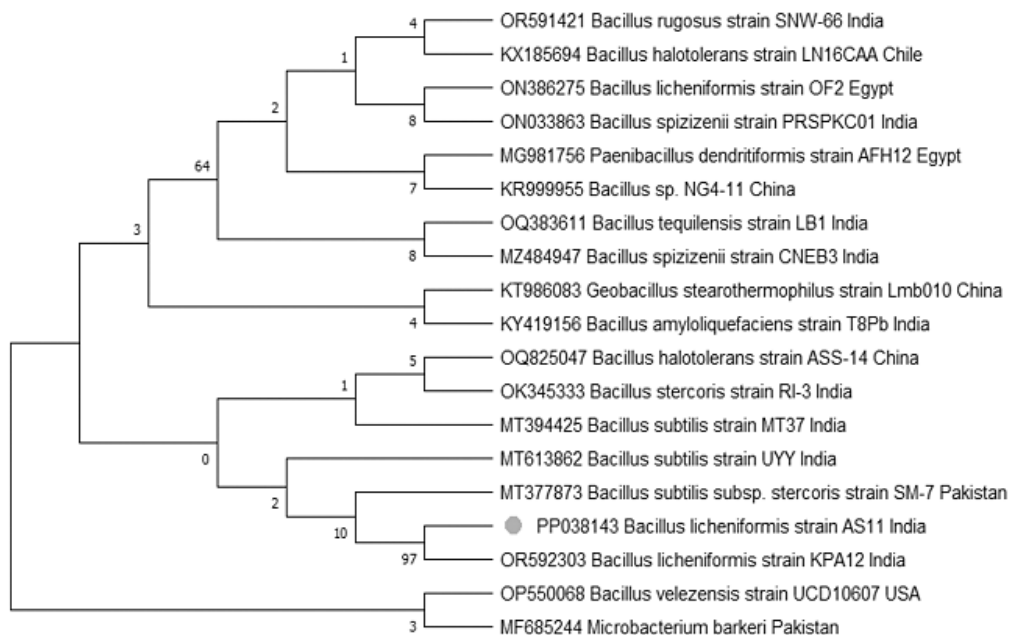 4
OR591421 Bacillus rugosus strain SNW-66 India
1
KX185694 Bacillus halotolerans strain LN16CAA Chile
ON386275 Bacillus licheniformis strain OF2 Egypt
2
8
ON033863 Bacillus spizizenii strain PRSPKC01 India
MG981756 Paenibacillus dendritiformis strain AFH12 Egypt
64
7
KR999955 Bacillus sp. NG4-11 China
OQ383611 Bacillus tequilensis strain LB1 India
3
8
MZ484947 Bacillus spizizenii strain CNEB3 India
KT986083 Geobacillus stearothermophilus strain Lmb010 China
4
KY419156 Bacillus amyloliquefaciens strain T8Pb India
5
OQ825047 Bacillus halotolerans strain ASS-14 China
1
OK345333 Bacillus stercoris strain RI-3 India
MT394425 Bacillus subtilis strain MT37 India
0
MT613862 Bacillus subtilis strain UYY India
2
MT377873 Bacillus subtilis subsp. stercoris strain SM-7 Pakistan
10
PP038143 Bacillus licheniformis strain AS11 India
97
OR592303 Bacillus licheniformis strain KPA12 India
OP550068 Bacillus velezensis strain UCD10607 USA
3
MF685244 Microbacterium barkeri Pakistan